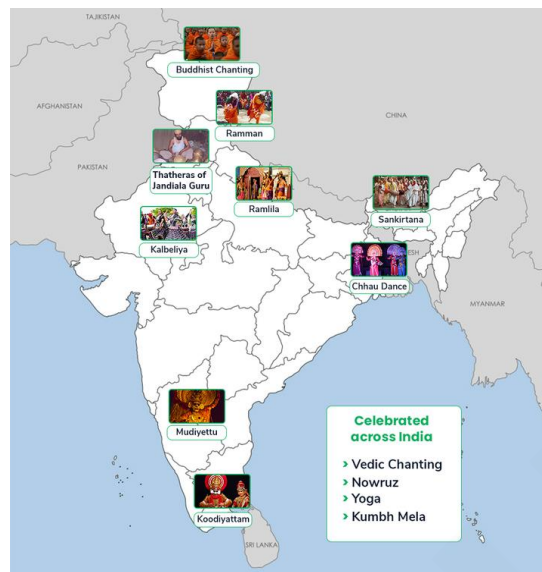 TAJIKISTAN
Buddhist Chanting
AFGHANISTAN
CHINA
Ramman
PAKISTAN
Thatheras of
Jandiala Guru
Ramlila
Sankirtana
Kalbeliya
ESH
Chhau Dance
MYANMAR
Mudiyettu
Celebrated
across India
> Vedic Chanting
> Nowruz
> Yoga
> Kumbh Mela
Koodiyattam
SRI LANKA